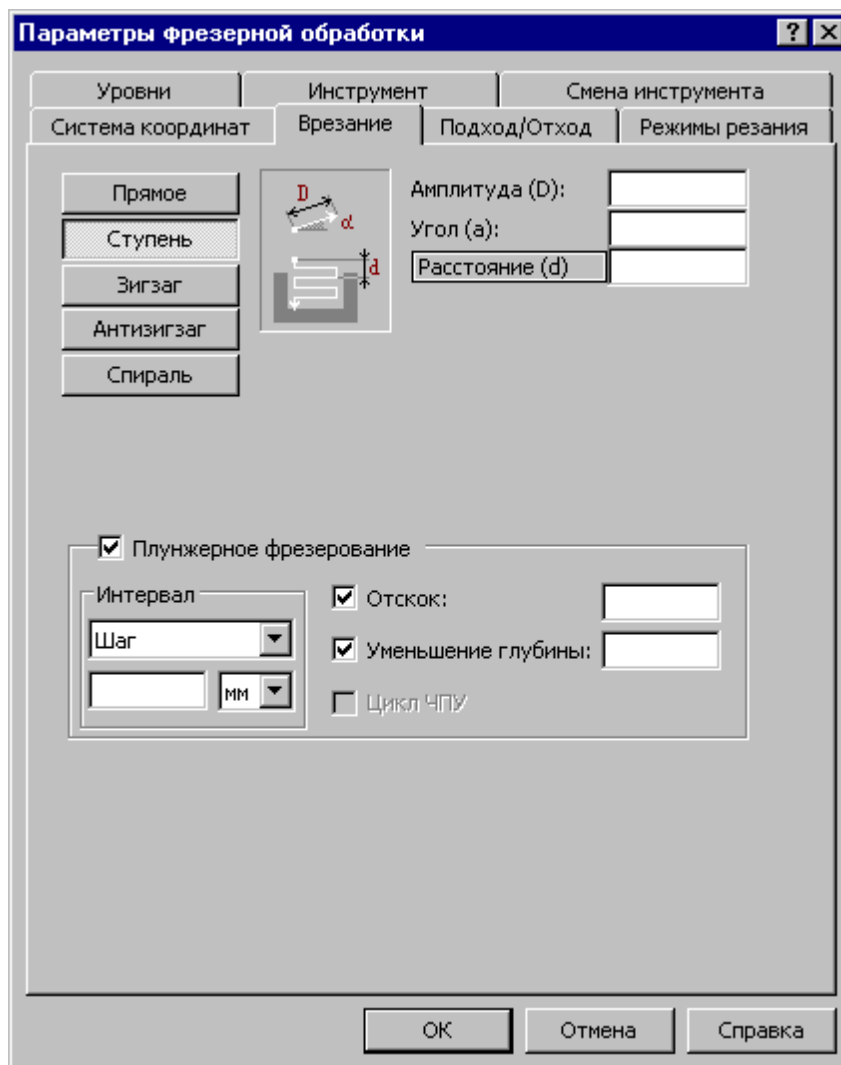 Параметры фрезерной обработки
Уровни Инструмент Смена инструмента
Система координат Врезание Подход/Отход Режимы резания
Прямое
Ступень
Зигзаг
Антизигзаг
Спираль
D
α
d
Амплитуда (D):
Угол (a):
Расстояние (d)
Плунжерное фрезерование
Интервал
Шаг
мм
Отскок:
Уменьшение глубины:
Цикл ЧПУ
ОК Отмена Справка